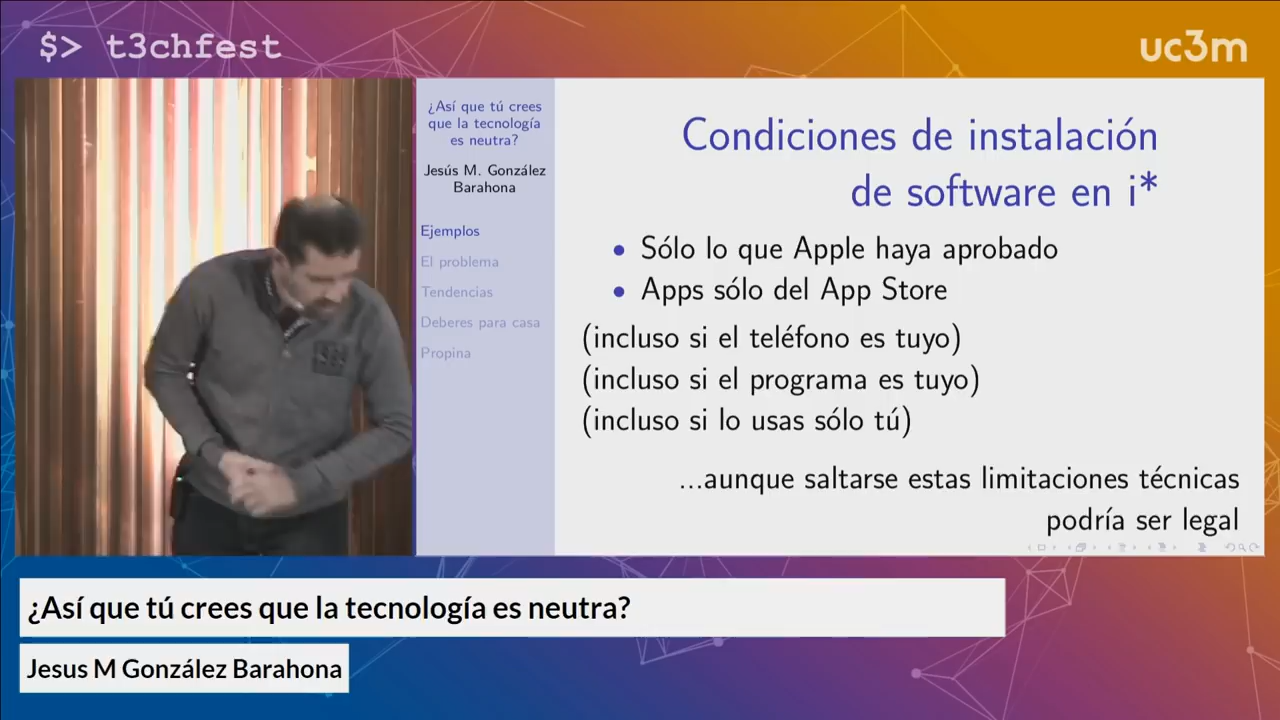 $> t3chfest
uc3m
¿Así que tú crees
que la tecnología
es neutra?
Jesús M. González
Barahona
Ejemplos
El problema
Tendencias
Deberes para casa
Propina
Condiciones de instalación
de software en i*
• Sólo lo que Apple haya aprobado
• Apps sólo del App Store
(incluso si el teléfono es tuyo)
(incluso si el programa es tuyo)
(incluso si lo usas sólo tú)
...aunque saltarse estas limitaciones técnicas
podría ser legal
¿Así que tú crees que la tecnología es neutra?
Jesus M González Barahona